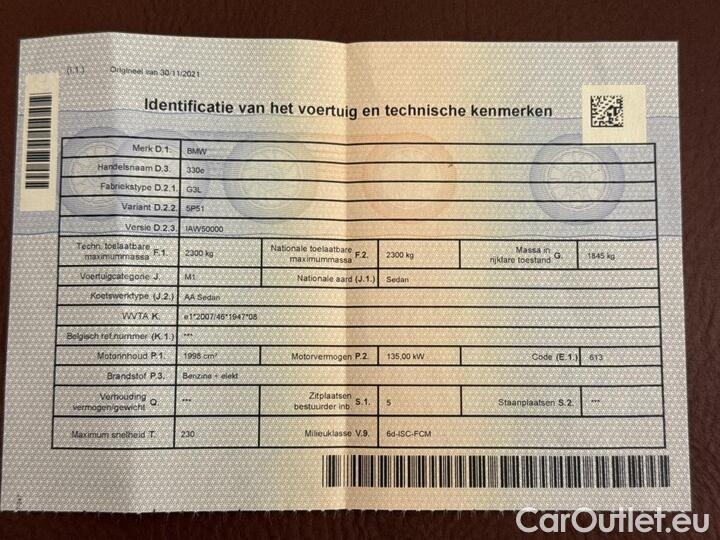 (i.1.) Origineel van 30/11/2021
Identificatie van het voertuig en technische kenmerken
Merk D.1. BMW
Handelsnaam D.3. 330e
Fabriekstype D.2.1. G3L
Variant D.2.2. 5P51
Versie D.2.3. IAW50000
Techn. toelaatbare maximummassa F.1. 2300 kg Nationale toelaatbare maximummassa F.2. 2300 kg Massa in rijklare toestand G. 1845 kg
Voertuigcategorie J. M1 Nationale aard (J.1.) Sedan
Koetswerktype (J.2.) AA Sedan
WVTA K. e1*2007/46*1947*08
Belgisch ref.nummer (K.1.) ***
Motorinhoud P.1. 1998 cm³ Motorvermogen P.2. 135,00 kW Code (E.1.) 613
Brandstof P.3. Benzine + elekt
Verhouding vermogen/gewicht Q. *** Zitplaatsen bestuurder inb. S.1. 5 Staanplaatsen S.2. ***
Maximum snelheid T. 230 Milieuklasse V.9. 6d-ISC-FCM
CarOutlet.eu